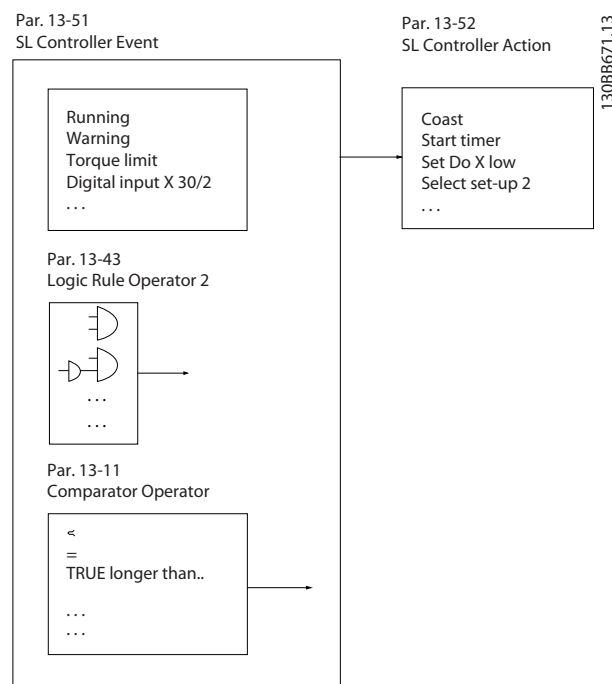 Par. 13-51
SL Controller Event
Par. 13-52
SL Controller Action
130BB671.13
Running
Warning
Torque limit
Digital input X 30/2
. . .
Coast
Start timer
Set Do X low
Select set-up 2
. . .
Par. 13-43
Logic Rule Operator 2
. . .
. . .
Par. 13-11
Comparator Operator
<
=
TRUE longer than..
. . .
. . .